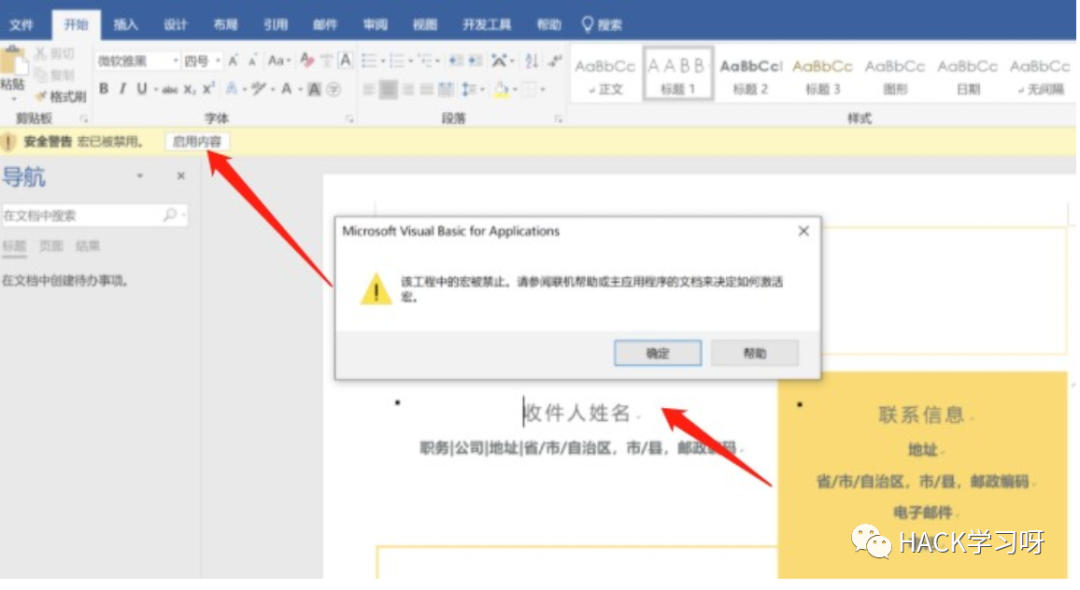 文件 开始 插入 设计 布局 引用 邮件 审阅 视图 开发工具 帮助 搜索
剪切
微软雅黑 四号 Aa
复制
粘贴
格式刷
B I U abc X₂ X²
AaBbCc AABB AaBbCcI AaBbCc AaBbCc AaBbCc AaBbCc
正文 标题 1 标题 2 标题 3 图形 日期 无间隔
剪贴板 字体 段落 样式
安全警告 宏已被禁用。 启用内容
导航
在文档中搜索
标题 页面 结果
在文档中创建待办事项。
Microsoft Visual Basic for Applications
该工程中的宏被禁止。请参阅联机帮助或主应用程序的文档来决定如何激活
宏。
确定 帮助
收件人姓名
职务|公司|地址|省/市/自治区，市/县，邮政编码
联系信息
地址
省/市/自治区，市/县，邮政编码
电子邮件
HACK学习呀